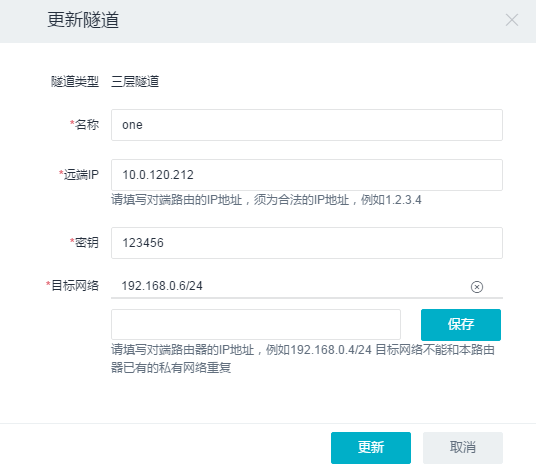 更新隧道
隧道类型 三层隧道
*名称 one
*远端IP 10.0.120.212
请填写对端路由的IP地址，须为合法的IP地址，例如1.2.3.4
*密钥 123456
*目标网络 192.168.0.6/24
保存
请填写对端路由器的IP地址，例如192.168.0.4/24 目标网络不能和本路由
器已有的私有网络重复
更新 取消